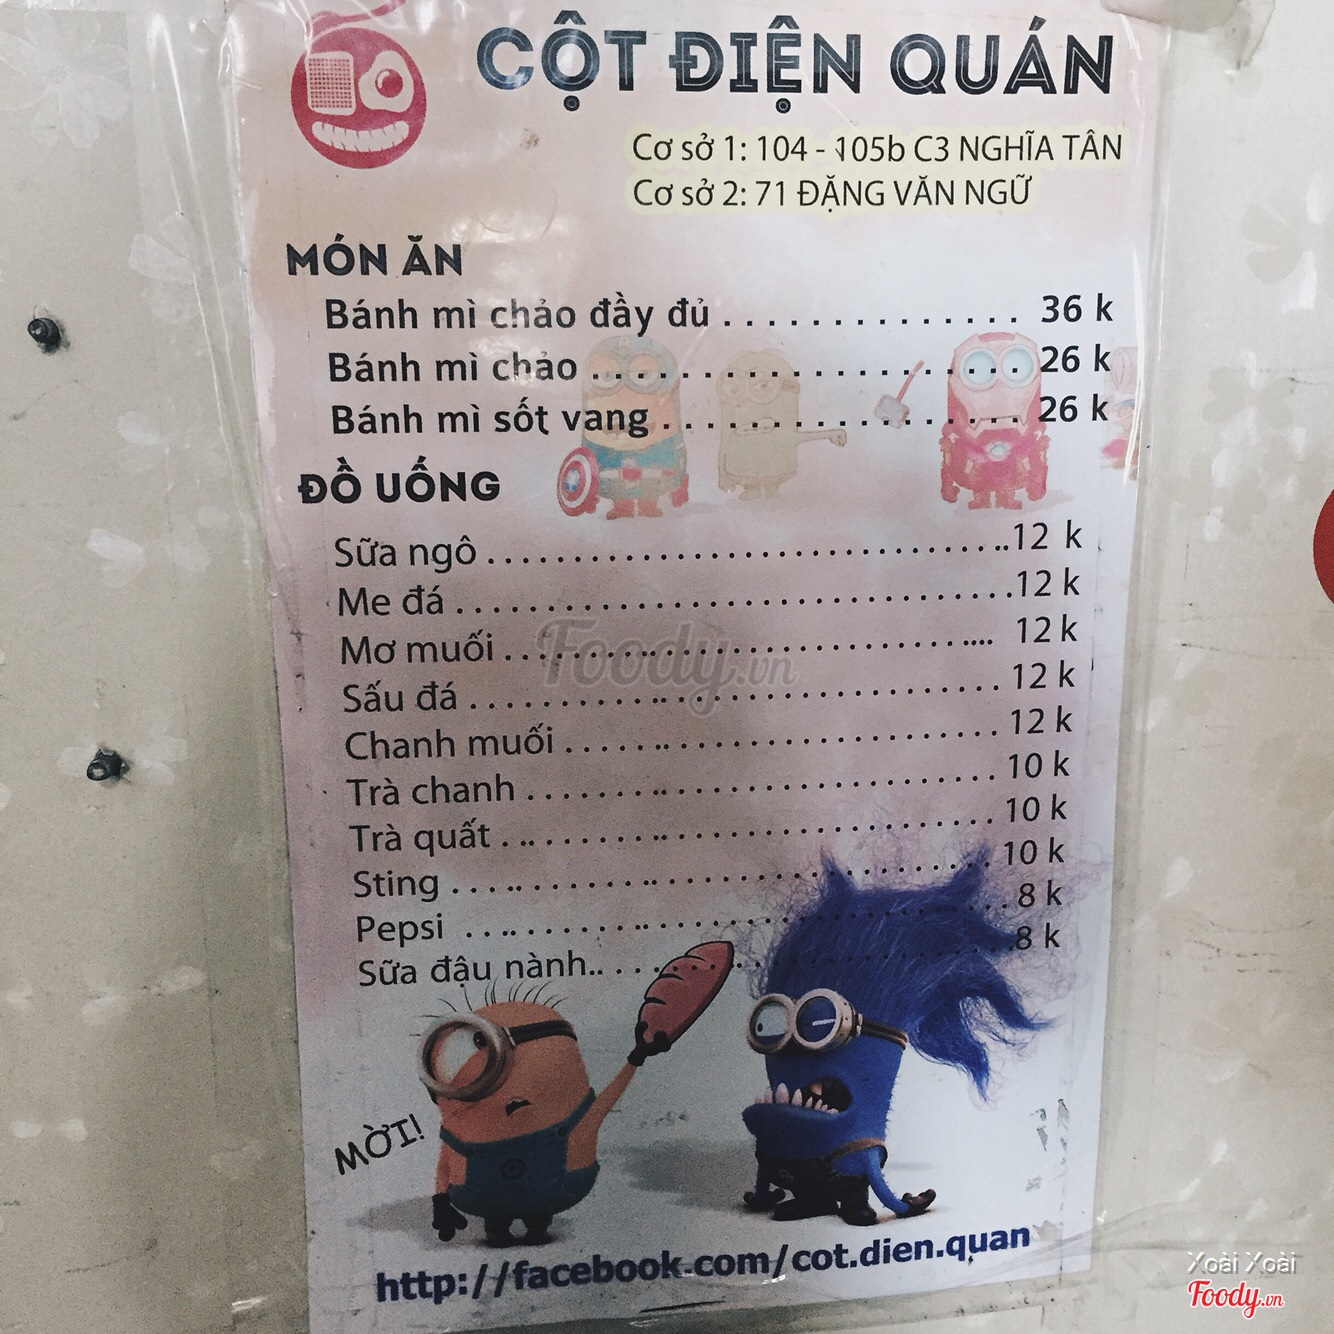 CỘT ĐIỆN QUÁN
Cơ sở 1: 104 - 105b C3 NGHĨA TÂN
Cơ sở 2: 71 ĐẶNG VĂN NGỮ
MÓN ĂN
Bánh mì chảo đầy đủ . . . . . . . . . . . . . . 36 k
Bánh mì chảo . . . . . . . . . . . . . . . . . . . . 26 k
Bánh mì sốt vang . . . . . . . . . . . . . . . . . 26 k
ĐỒ UỐNG
Sữa ngô . . . . . . . . . . . . . . . . . . . . . . . . 12 k
Me đá . . . . . . . . . . . . . . . . . . . . . . . . . 12 k
Mơ muối . . . . . . . . . . . . . . . . . . . . . . . 12 k
Sấu đá . . . . . . . . . . . . . . . . . . . . . . . . 12 k
Chanh muối . . . . . . . . . . . . . . . . . . . . 12 k
Trà chanh . . . . . . . . . . . . . . . . . . . . . 10 k
Trà quất . . . . . . . . . . . . . . . . . . . . . . 10 k
Sting . . . . . . . . . . . . . . . . . . . . . . . . 10 k
Pepsi . . . . . . . . . . . . . . . . . . . . . . . . 8 k
Sữa đậu nành . . . . . . . . . . . . . . . . . . 8 k
Foody.vn
MỜI!
http://facebook.com/cot.dien.quan
Xoài Xoài
Foody.vn